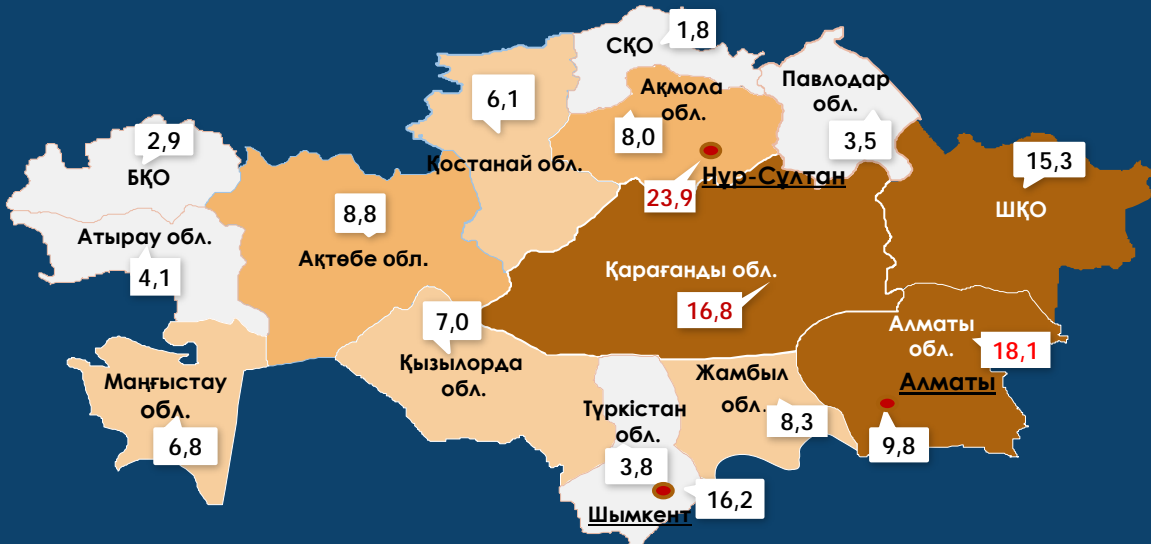 СҚО
1,8
Павлодар
обл.
3,5
Ақмола
обл.
8,0
6,1
Қостанай обл.
Нұр-Сұлтан
23,9
2,9
БҚО
15,3
ШҚО
Атырау обл.
4,1
8,8
Ақтөбе обл.
Қарағанды обл.
16,8
7,0
Қызылорда
обл.
Алматы
обл.
18,1
Алматы
9,8
Маңғыстау
обл.
6,8
Жамбыл
обл.
8,3
Түркістан
обл.
3,8
16,2
Шымкент